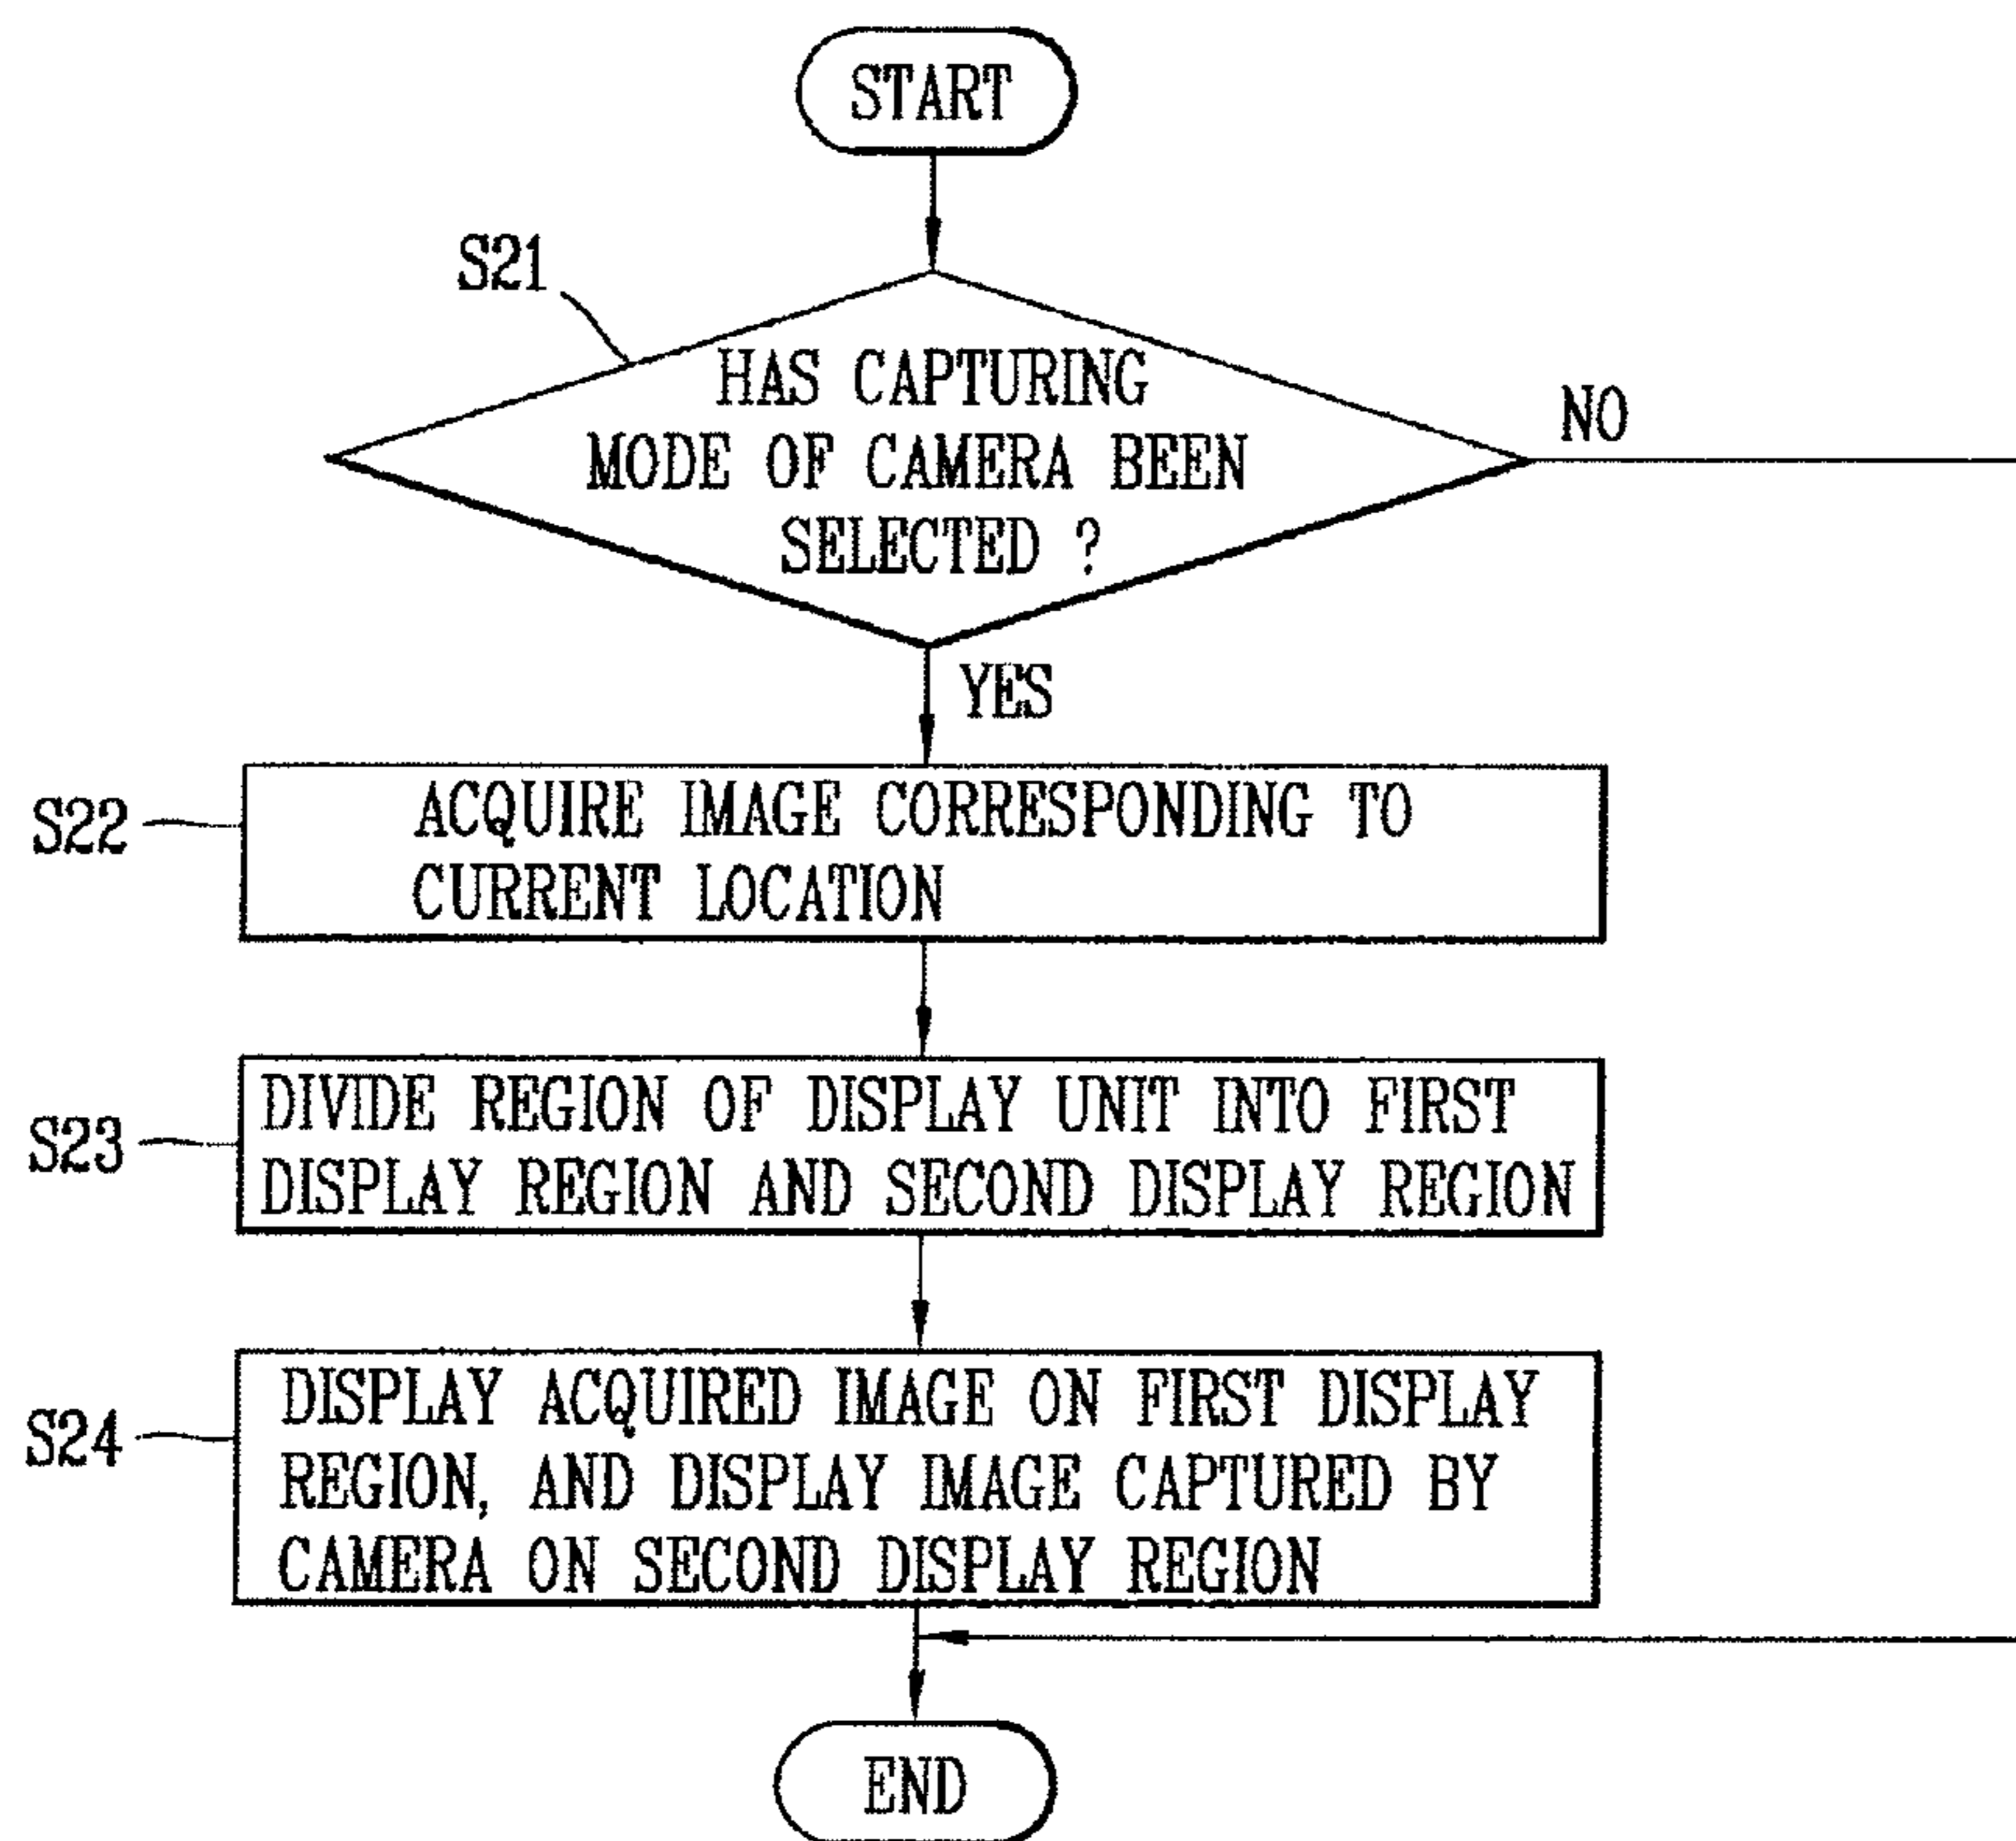 START
S21
HAS CAPTURING
MODE OF CAMERA BEEN
SELECTED ?
NO
YES
S22
ACQUIRE IMAGE CORRESPONDING TO
CURRENT LOCATION
S23
DIVIDE REGION OF DISPLAY UNIT INTO FIRST
DISPLAY REGION AND SECOND DISPLAY REGION
S24
DISPLAY ACQUIRED IMAGE ON FIRST DISPLAY
REGION, AND DISPLAY IMAGE CAPTURED BY
CAMERA ON SECOND DISPLAY REGION
END